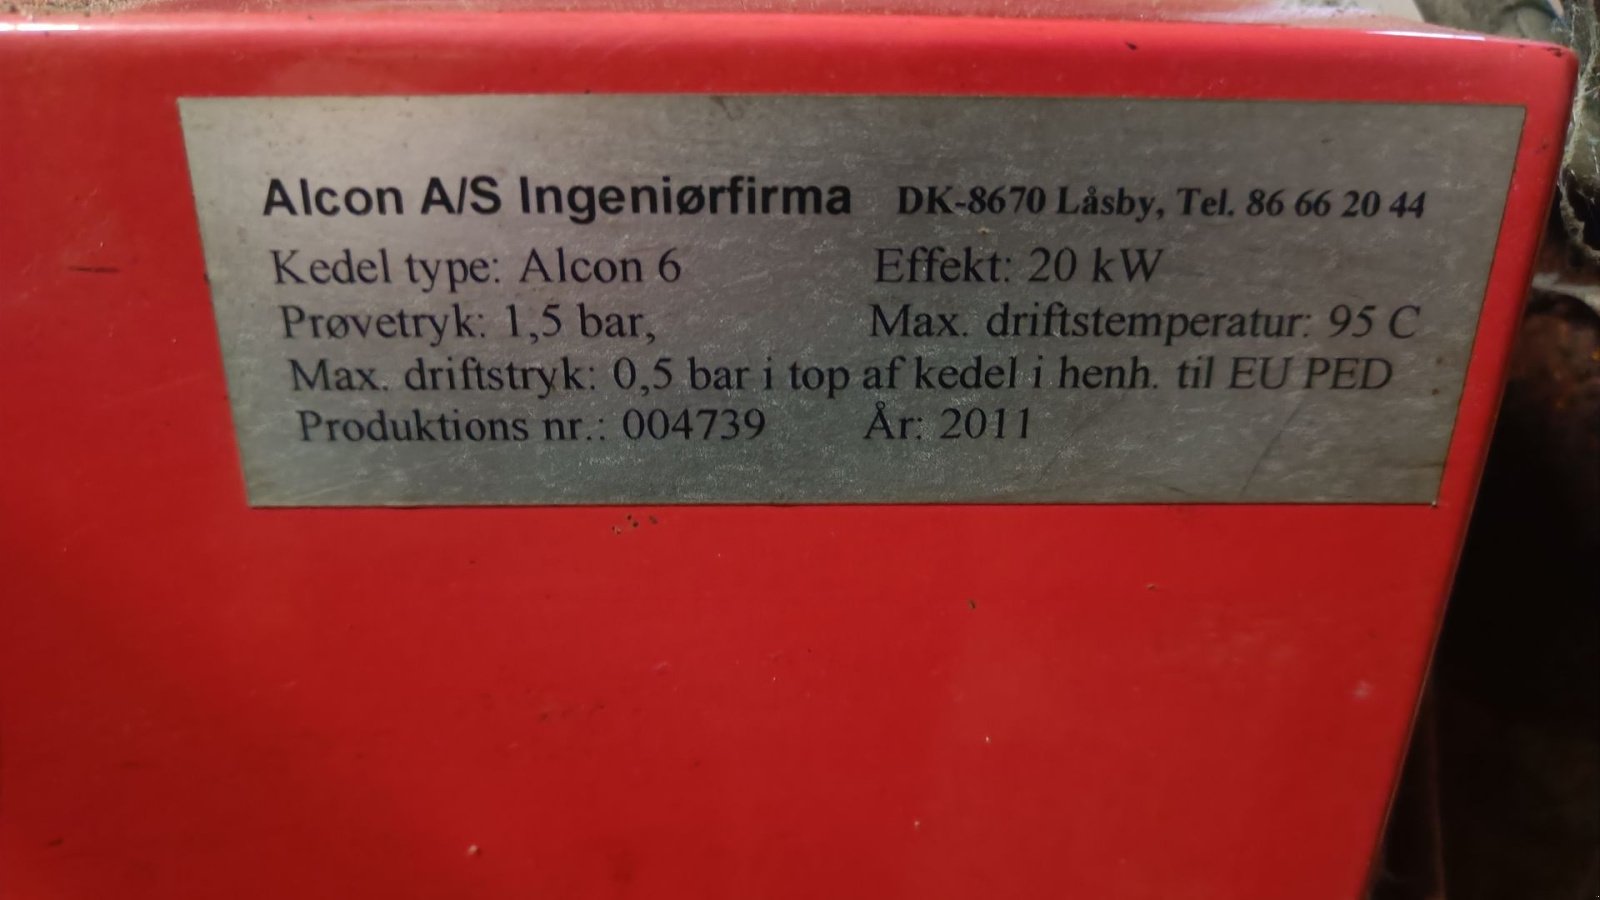 Alcon A/S Ingeniørfirma DK-8670 Låsby, Tel. 86 66 20 44
Kedel type: Alcon 6 Effekt: 20 kW
Prøvetryk: 1,5 bar, Max. driftstemperatur: 95 C
Max. driftstryk: 0,5 bar i top af kedel i henh. til EU PED
Produktions nr.: 004739 År: 2011